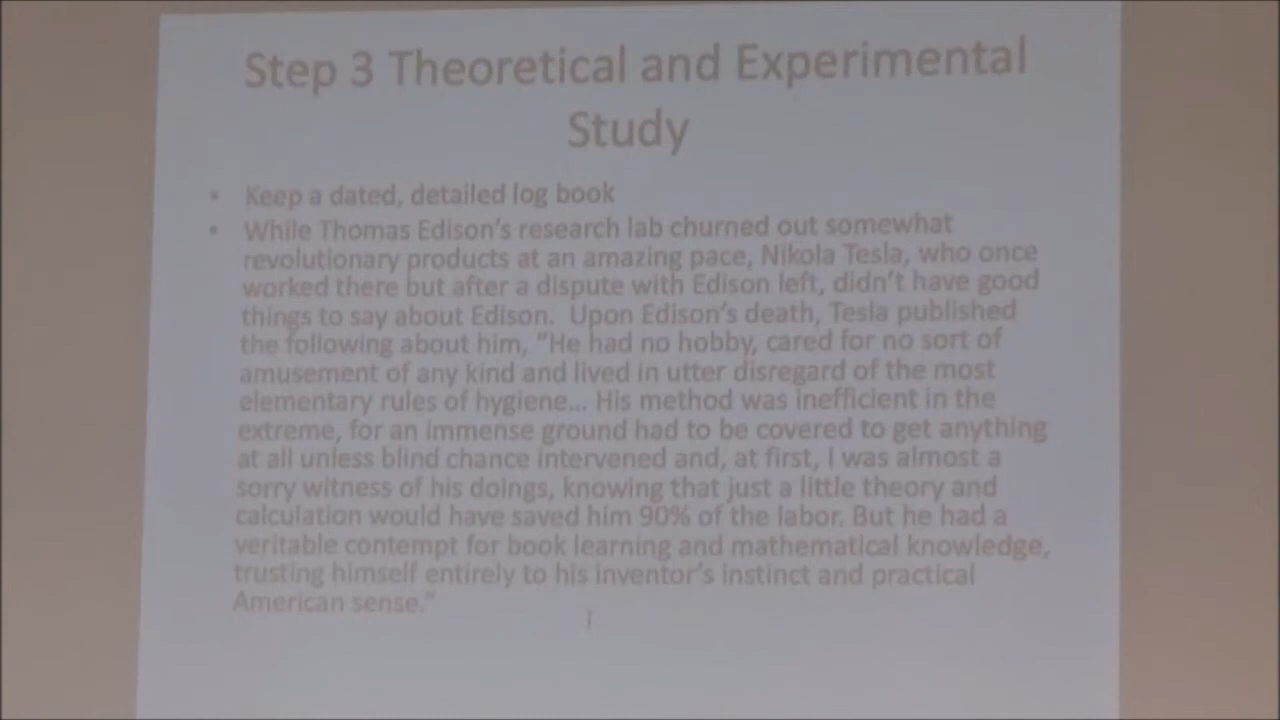 Step 3 Theoretical and Experimental
Study
• Keep a dated, detailed log book
• While Thomas Edison's research lab churned out somewhat
revolutionary products at an amazing pace, Nikola Tesla, who once
worked there but after a dispute with Edison left, didn't have good
things to say about Edison. Upon Edison's death, Tesla published
the following about him, "He had no hobby, cared for no sort of
amusement of any kind and lived in utter disregard of the most
elementary rules of hygiene... His method was inefficient in the
extreme, for an immense ground had to be covered to get anything
at all unless blind chance intervened and, at first, I was almost a
sorry witness of his doings, knowing that just a little theory and
calculation would have saved him 90% of the labor. But he had a
veritable contempt for book learning and mathematical knowledge,
trusting himself entirely to his inventor's instinct and practical
American sense."